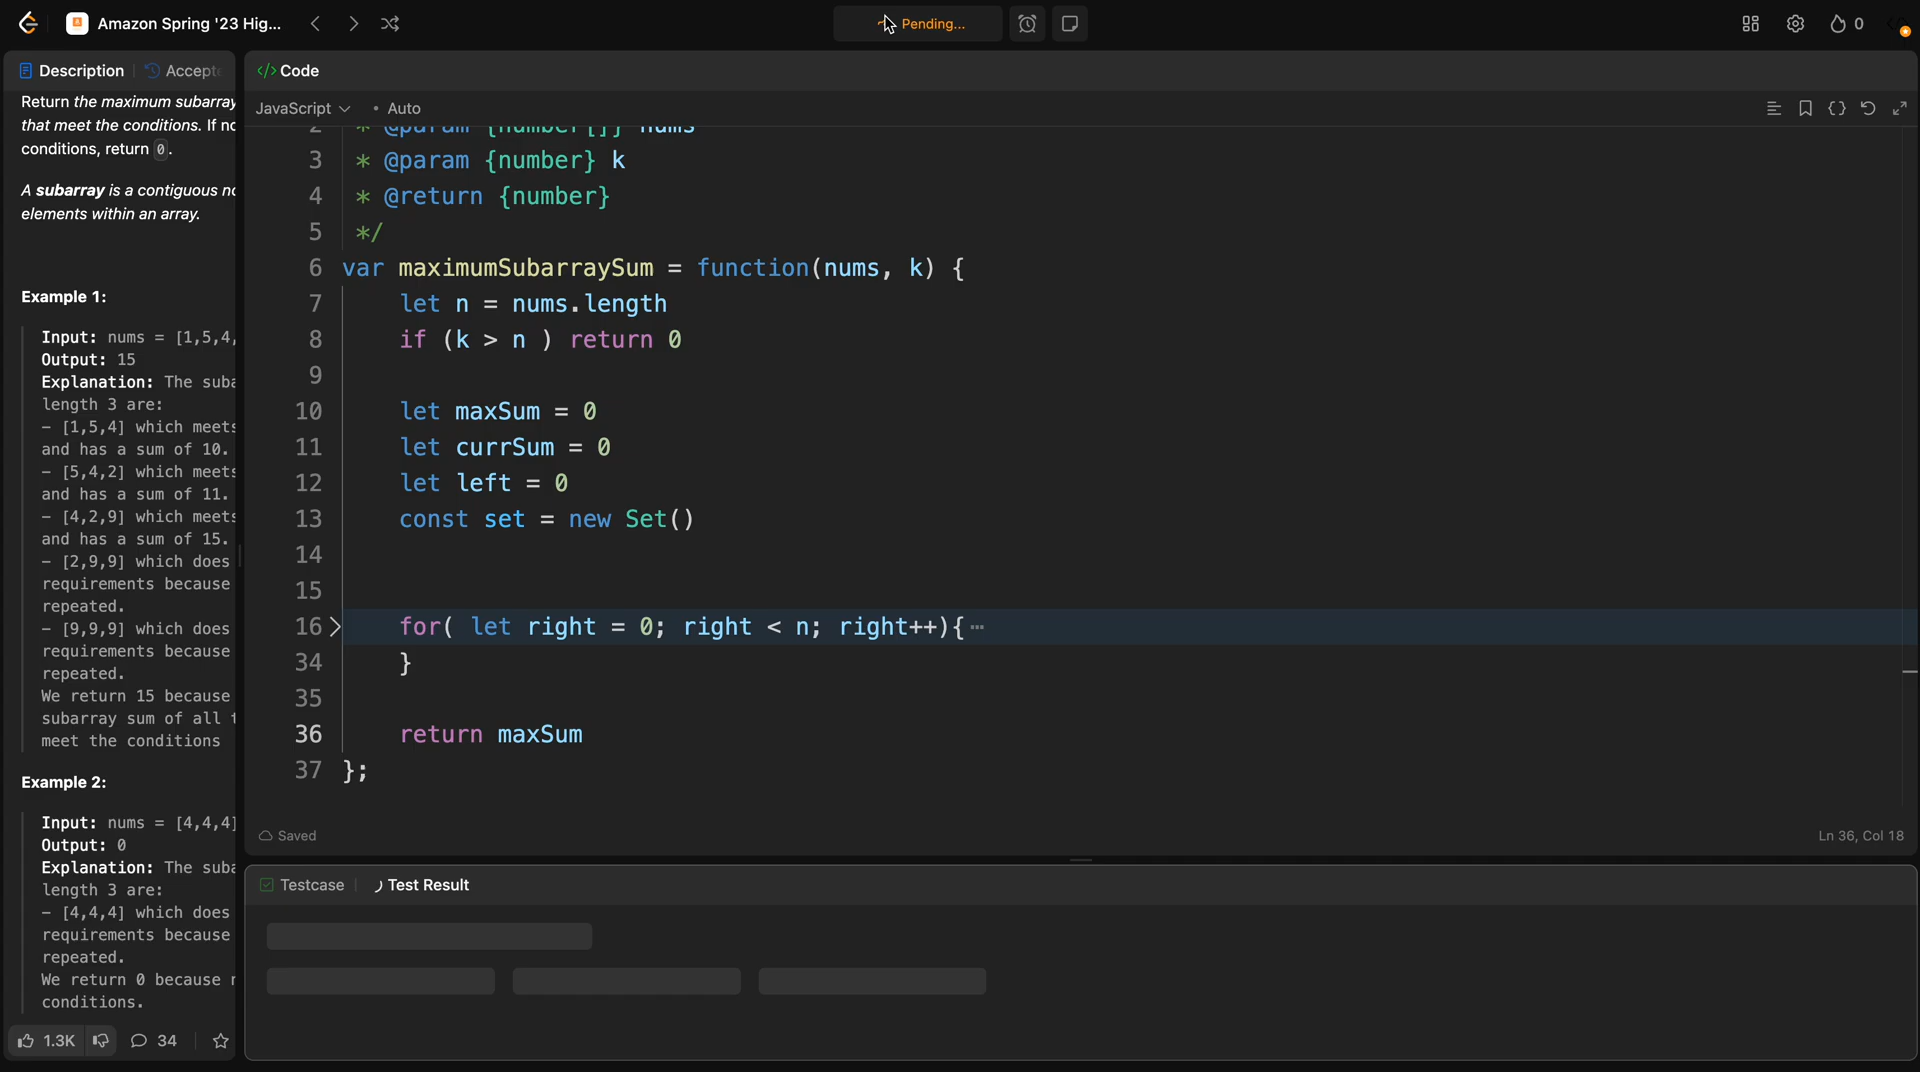 Amazon Spring '23 Hig...
Pending...
0
Description
Accepte
Return the maximum subarray
that meet the conditions. If no
conditions, return 0.
A subarray is a contiguous no
elements within an array.
Example 1:
Input: nums = [1,5,4,
Output: 15
Explanation: The suba
length 3 are:
- [1,5,4] which meets
and has a sum of 10.
- [5,4,2] which meets
and has a sum of 11.
- [4,2,9] which meets
and has a sum of 15.
- [2,9,9] which does
requirements because
repeated.
- [9,9,9] which does
requirements because
repeated.
We return 15 because
subarray sum of all t
meet the conditions
Example 2:
Input: nums = [4,4,4]
Output: 0
Explanation: The suba
length 3 are:
- [4,4,4] which does
requirements because
repeated.
We return 0 because n
conditions.
1.3K
34
</> Code
JavaScript
• Auto
2 * @param {number[]} nums
3 * @param {number} k
4 * @return {number}
5 */
6 var maximumSubarraySum = function(nums, k) {
7 let n = nums.length
8 if (k > n ) return 0
9
10 let maxSum = 0
11 let currSum = 0
12 let left = 0
13 const set = new Set()
14
15
16 for( let right = 0; right < n; right++){ ⋯
34 }
35
36 return maxSum
37 };
Saved
Ln 36, Col 18
Testcase
Test Result